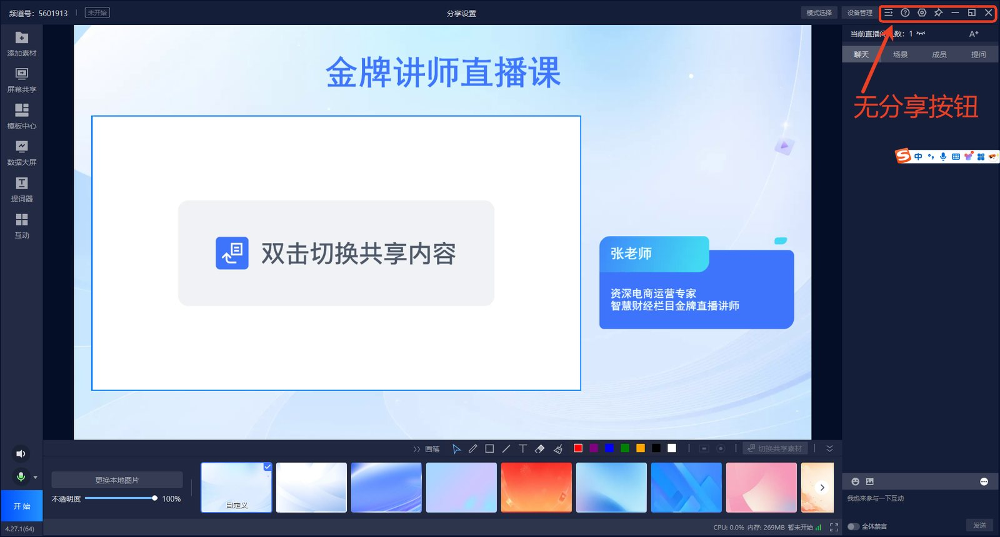 频道号：5601913
未开始
分享设置
模式选择
设备管理
当前直播间
数：1
A+
聊天
场景
成员
提问
无分享按钮
添加素材
屏幕共享
模板中心
数据大屏
提词器
互动
金牌讲师直播课
双击切换共享内容
张老师
资深电商运营专家
智慧财经栏目金牌直播讲师
中
画笔
切换共享素材
更换本地图片
不透明度
100%
自定义
开始
4.27.1(64)
我也来参与一下互动
全体禁言
发送
CPU: 0.0% 内存: 269MB 暂未开始